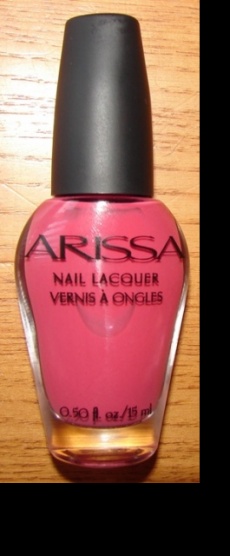 ARISSA
NAIL LACQUER
VERNIS À ONGLES
0.50 fl. oz/15 ml